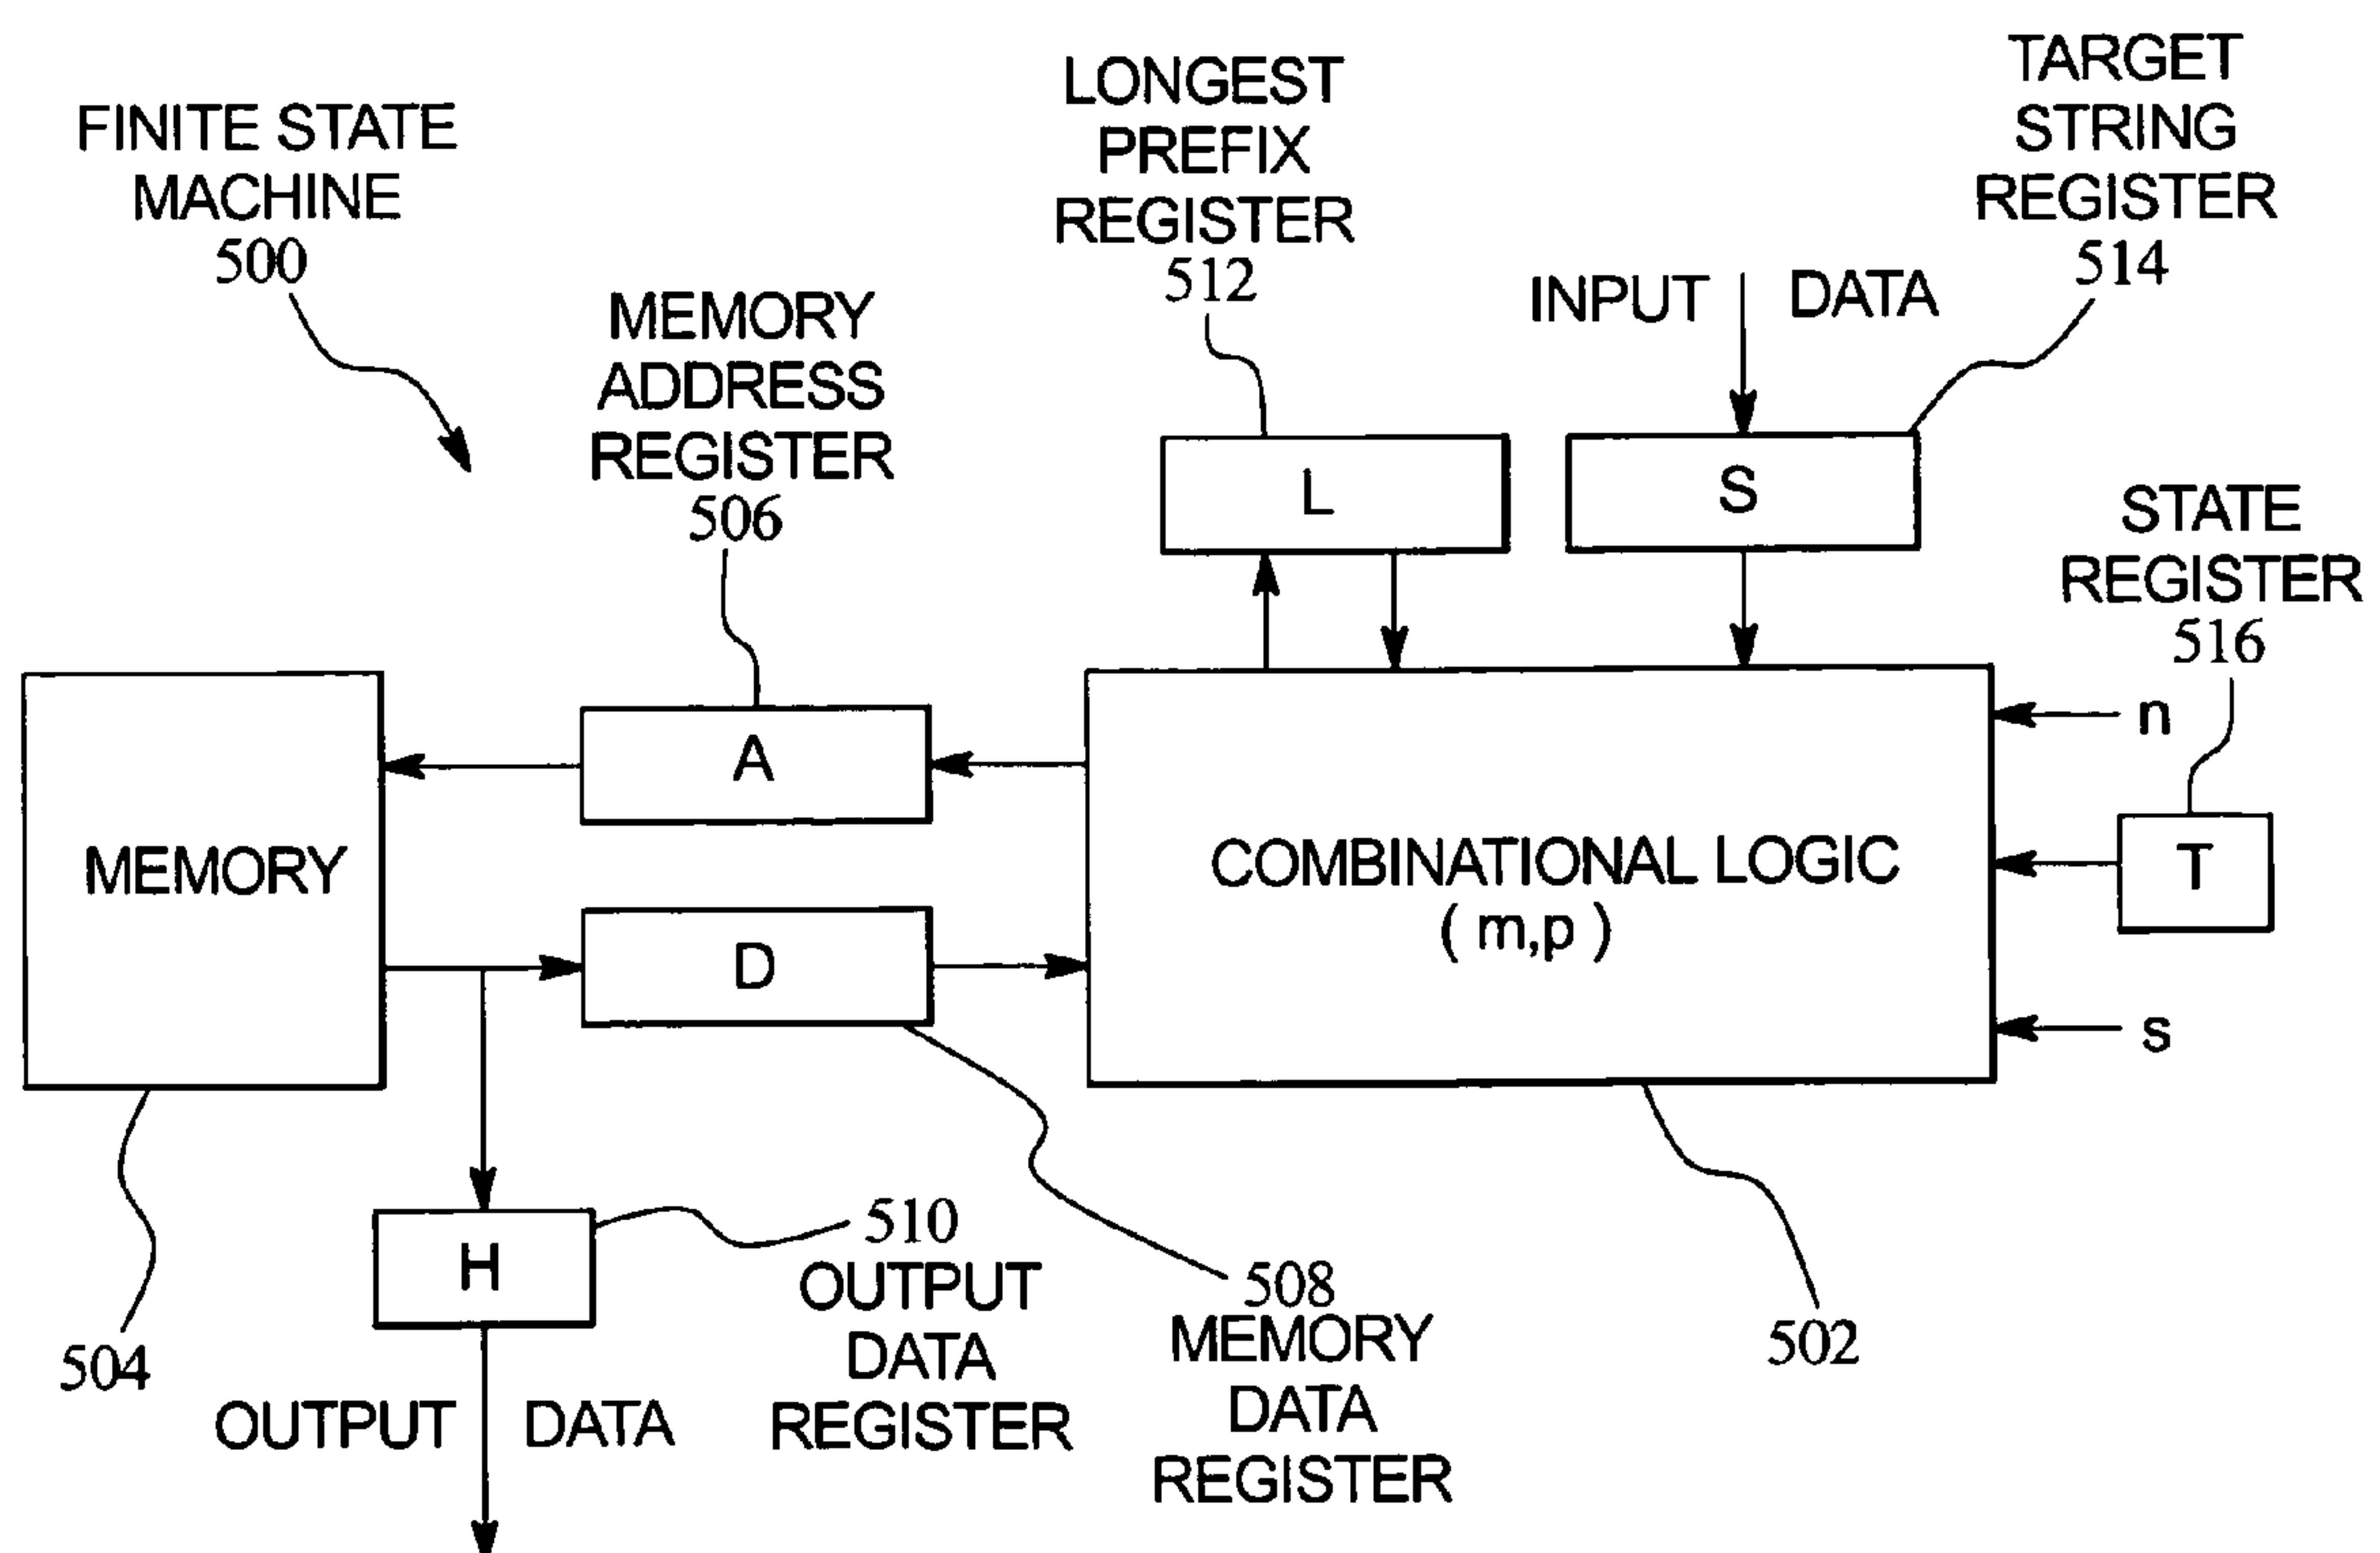 FINITE STATE
MACHINE
500
LONGEST
PREFIX
REGISTER
512
TARGET
STRING
REGISTER
514
MEMORY
ADDRESS
REGISTER
506
INPUT DATA
L
S
STATE
REGISTER
516
n
A
MEMORY
COMBINATIONAL LOGIC
( m,p )
T
D
s
H
510
OUTPUT
DATA
REGISTER
508
MEMORY
DATA
REGISTER
502
504
OUTPUT DATA